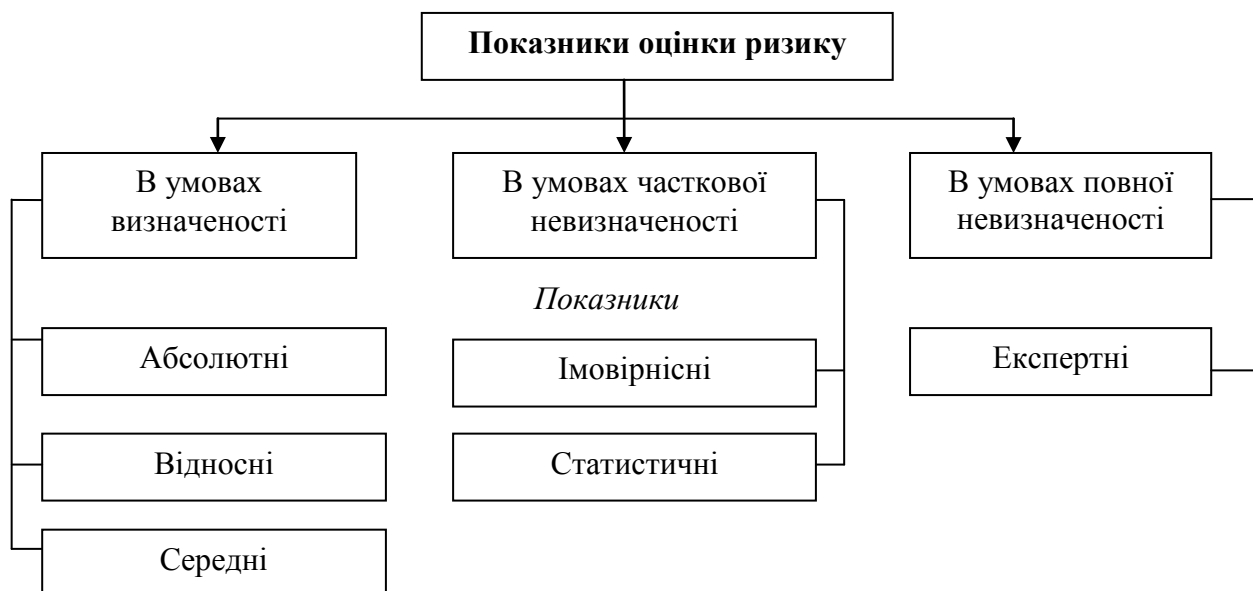 Показники оцінки ризику
В умовах
визначеності
В умовах часткової
невизначеності
В умовах повної
невизначеності
Показники
Абсолютні
Імовірнісні
Експертні
Відносні
Статистичні
Середні